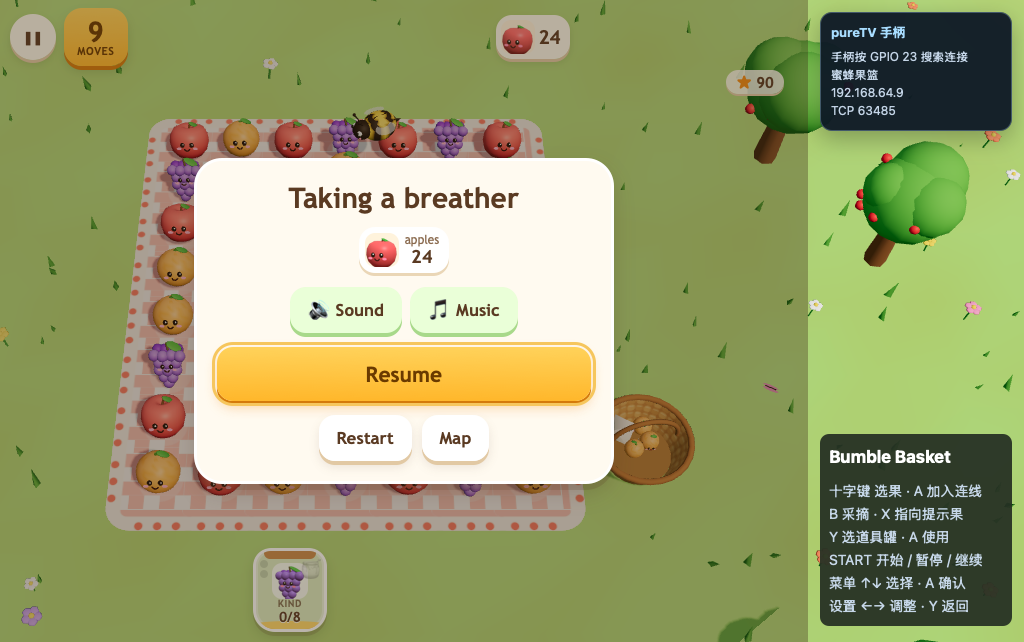 9
MOVES
24
90
Taking a breather
apples
24
Sound
Music
Resume
Restart
Map
KIND
0/8
pureTV 手柄
手柄按 GPIO 23 搜索连接
蜜蜂果篮
192.168.64.9
TCP 63485
Bumble Basket
十字键 选果 · A 加入连线
B 采摘 · X 指向提示果
Y 选道具罐 · A 使用
START 开始 / 暂停 / 继续
菜单 ↑↓ 选择 · A 确认
设置 ←→ 调整 · Y 返回